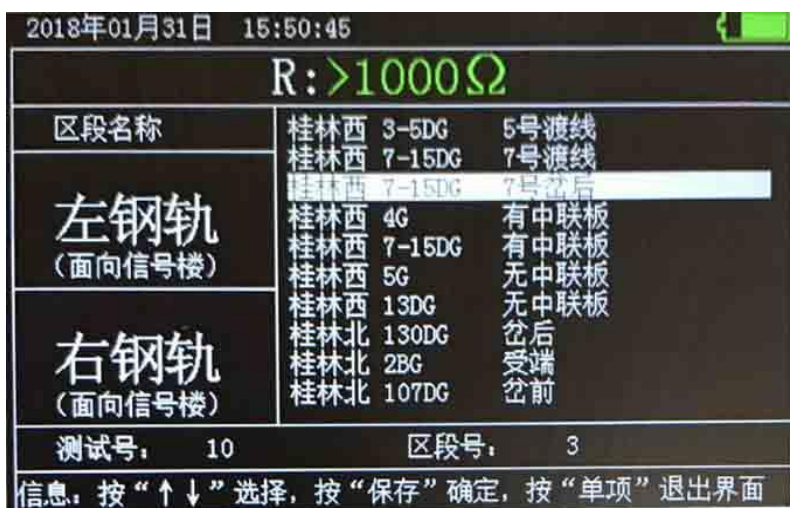 2018年01月31日 15:50:45
R:>1000Ω
区段名称
左钢轨
(面向信号楼)
右钢轨
(面向信号楼)
桂林西 3-5DG 5号渡线
桂林西 7-15DG 7号渡线
桂林西 7-15DG 7号岔后
桂林西 4G 有中联板
桂林西 7-15DG 有中联板
桂林西 5G 无中联板
桂林西 13DG 无中联板
桂林北 130DG 岔后
桂林北 2BG 受端
桂林北 107DG 岔前
测试号: 10 区段号: 3
信息: 按“↑↓”选择, 按“保存”确定, 按“单项”退出界面